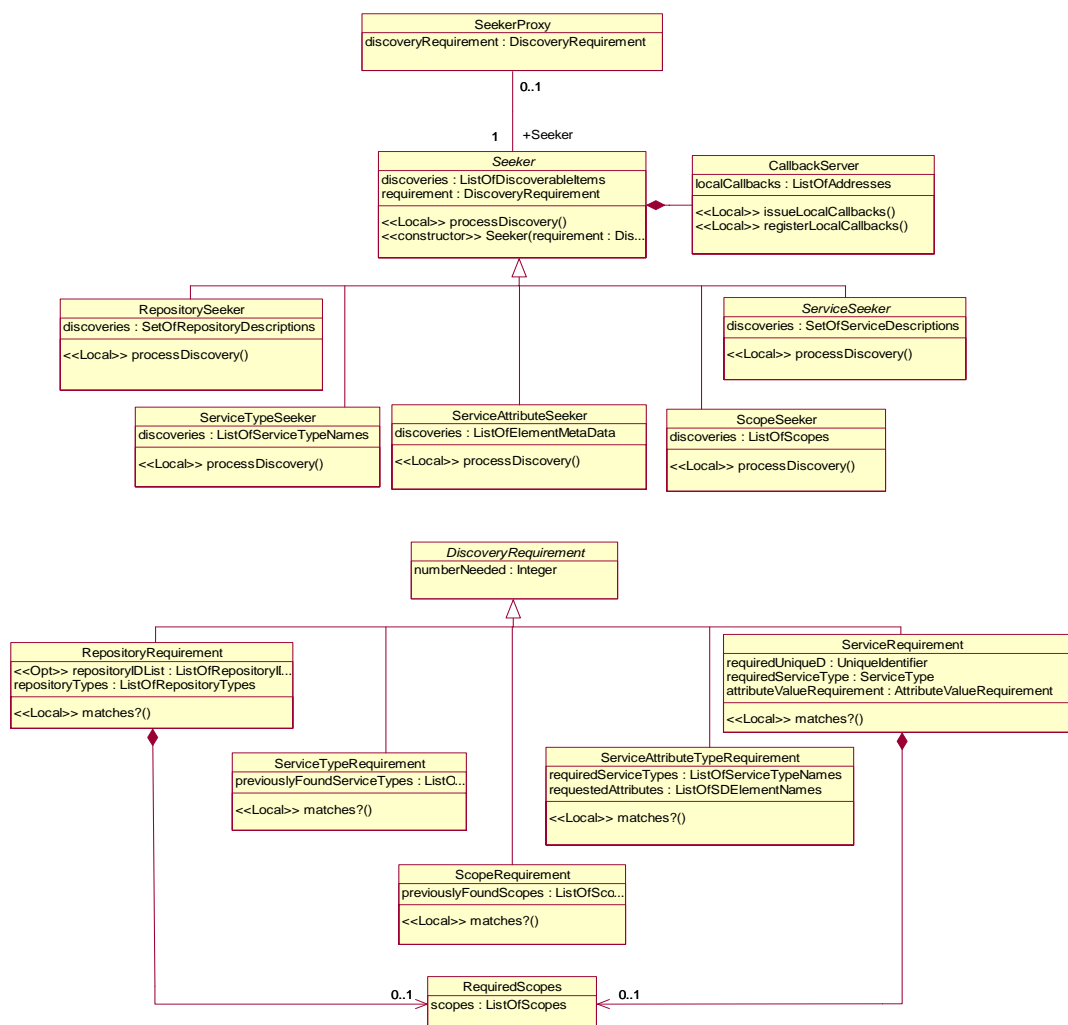 SeekerProxy
discoveryRequirement : DiscoveryRequirement
0..1
1
+Seeker
Seeker
discoveries : ListOfDiscoverableItems
requirement : DiscoveryRequirement
<<Local>> processDiscovery()
<<constructor>> Seeker(requirement : Dis...
CallbackServer
localCallbacks : ListOfAddresses
<<Local>> issueLocalCallbacks()
<<Local>> registerLocalCallbacks()
RepositorySeeker
discoveries : SetOfRepositoryDescriptions
<<Local>> processDiscovery()
ServiceSeeker
discoveries : SetOfServiceDescriptions
<<Local>> processDiscovery()
ServiceTypeSeeker
discoveries : ListOfServiceTypeNames
<<Local>> processDiscovery()
ServiceAttributeSeeker
discoveries : ListOfElementMetaData
<<Local>> processDiscovery()
ScopeSeeker
discoveries : ListOfScopes
<<Local>> processDiscovery()
DiscoveryRequirement
numberNeeded : Integer
RepositoryRequirement
<<Opt>> repositoryIDList : ListOfRepositoryI...
repositoryTypes : ListOfRepositoryTypes
<<Local>> matches?()
ServiceRequirement
requiredUniqueD : UniqueIdentifier
requiredServiceType : ServiceType
attributeValueRequirement : AttributeValueRequirement
<<Local>> matches?()
ServiceTypeRequirement
previouslyFoundServiceTypes : ListO...
<<Local>> matches?()
ServiceAttributeTypeRequirement
requiredServiceTypes : ListOfServiceTypeNames
requestedAttributes : ListOfSDElementNames
<<Local>> matches?()
ScopeRequirement
previouslyFoundScopes : ListOfSco...
<<Local>> matches?()
0..1
RequiredScopes
scopes : ListOfScopes
0..1